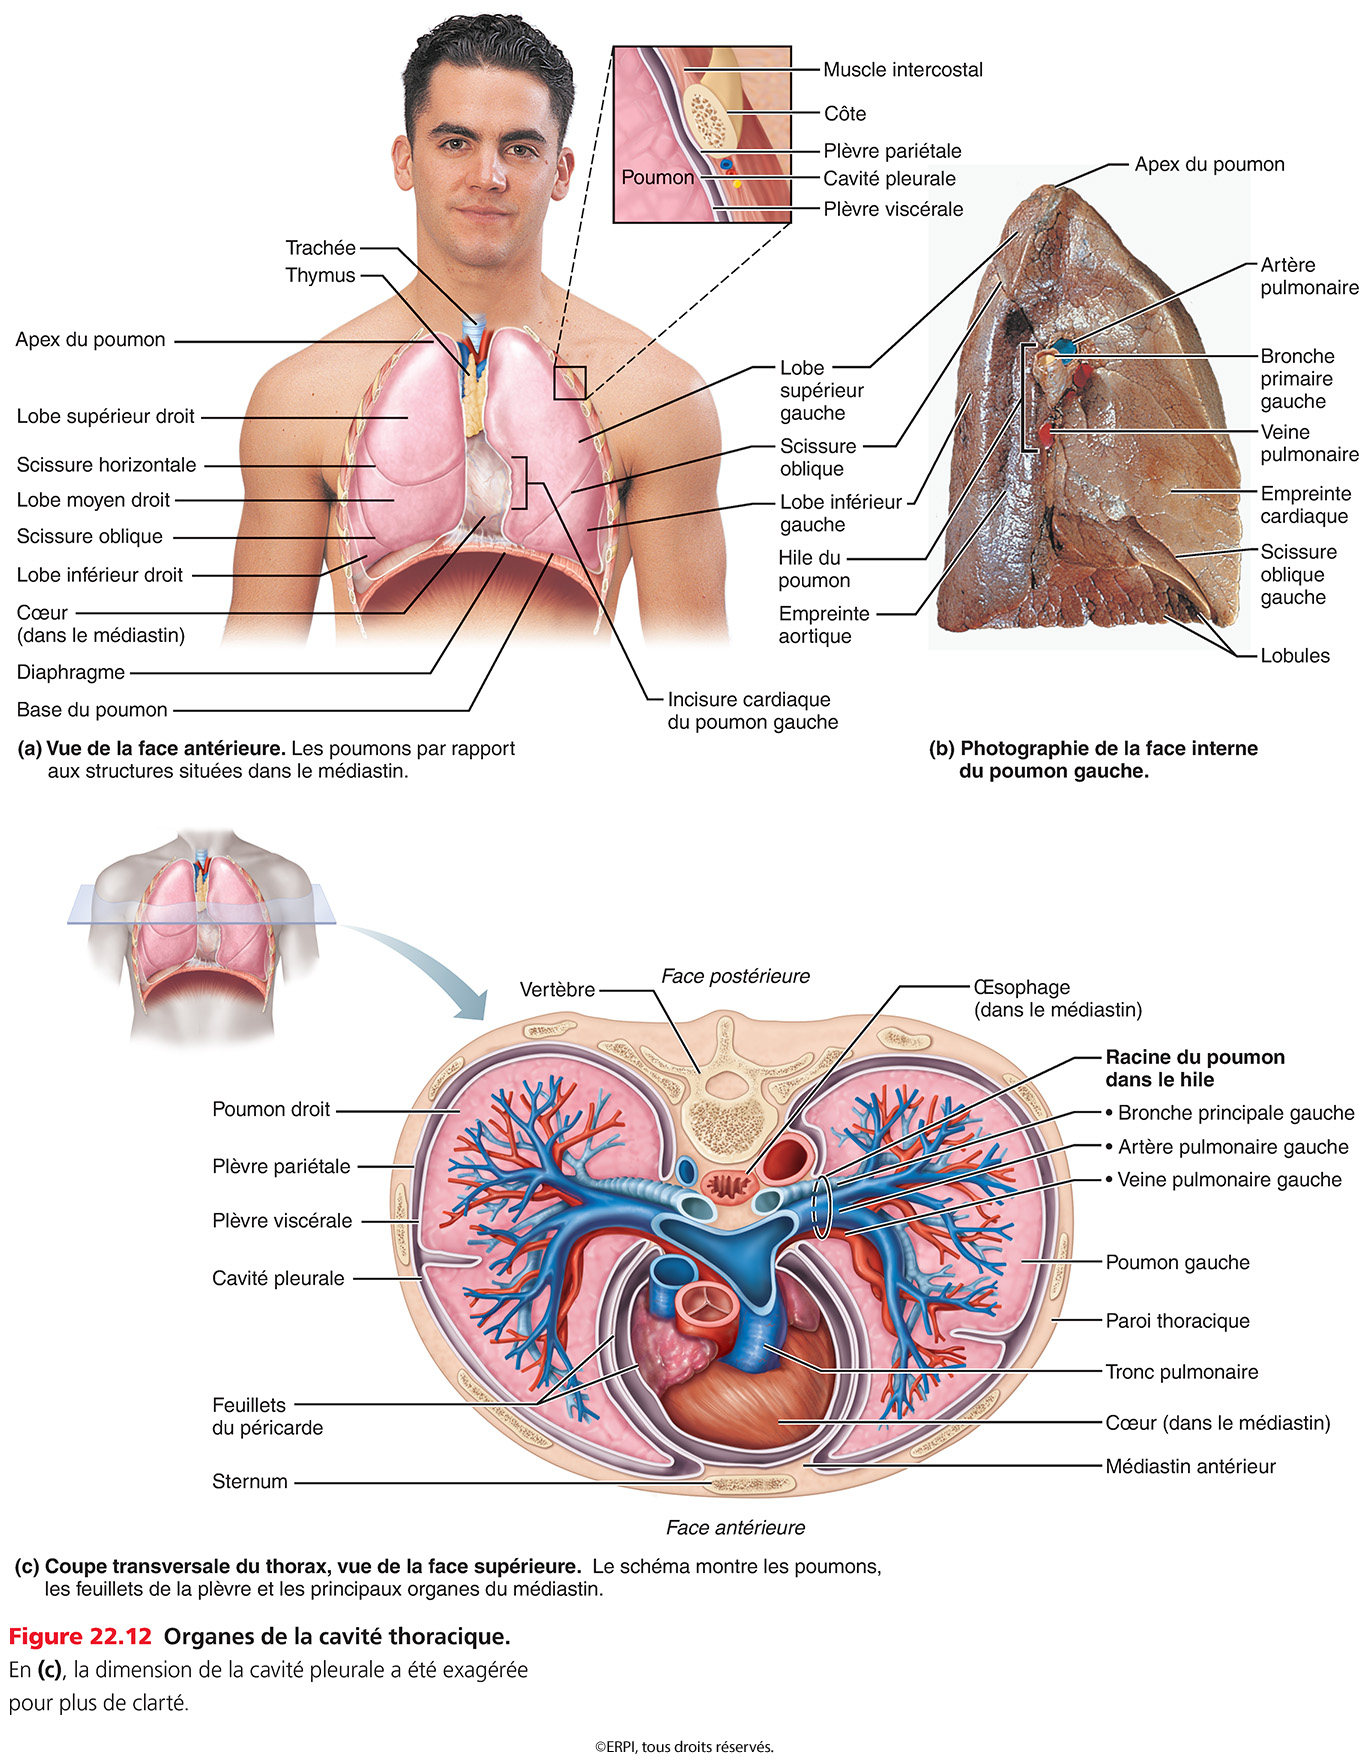 Muscle intercostal
Côte
Plèvre pariétale
Cavité pleurale
Plèvre viscérale
Poumon
Trachée
Thymus
Apex du poumon
Lobe supérieur droit
Scissure horizontale
Lobe moyen droit
Scissure oblique
Lobe inférieur droit
Cœur
(dans le médiastin)
Diaphragme
Base du poumon
Lobe
supérieur
gauche
Scissure
oblique
Lobe inférieur
gauche
Hile du
poumon
Empreinte
aortique
Incisure cardiaque
du poumon gauche
Apex du poumon
Artère
pulmonaire
Bronche
primaire
gauche
Veine
pulmonaire
Empreinte
cardiaque
Scissure
oblique
gauche
Lobules
(a) Vue de la face antérieure. Les poumons par rapport
aux structures situées dans le médiastin.
(b) Photographie de la face interne
du poumon gauche.
Face postérieure
Vertèbre
Œsophage
(dans le médiastin)
Racine du poumon
dans le hile
• Bronche principale gauche
• Artère pulmonaire gauche
• Veine pulmonaire gauche
Poumon droit
Plèvre pariétale
Plèvre viscérale
Cavité pleurale
Feuillets
du péricarde
Sternum
Poumon gauche
Paroi thoracique
Tronc pulmonaire
Cœur (dans le médiastin)
Médiastin antérieur
Face antérieure
(c) Coupe transversale du thorax, vue de la face supérieure. Le schéma montre les poumons,
les feuillets de la plèvre et les principaux organes du médiastin.
Figure 22.12 Organes de la cavité thoracique.
En (c), la dimension de la cavité pleurale a été exagérée
pour plus de clarté.
©ERPI, tous droits réservés.